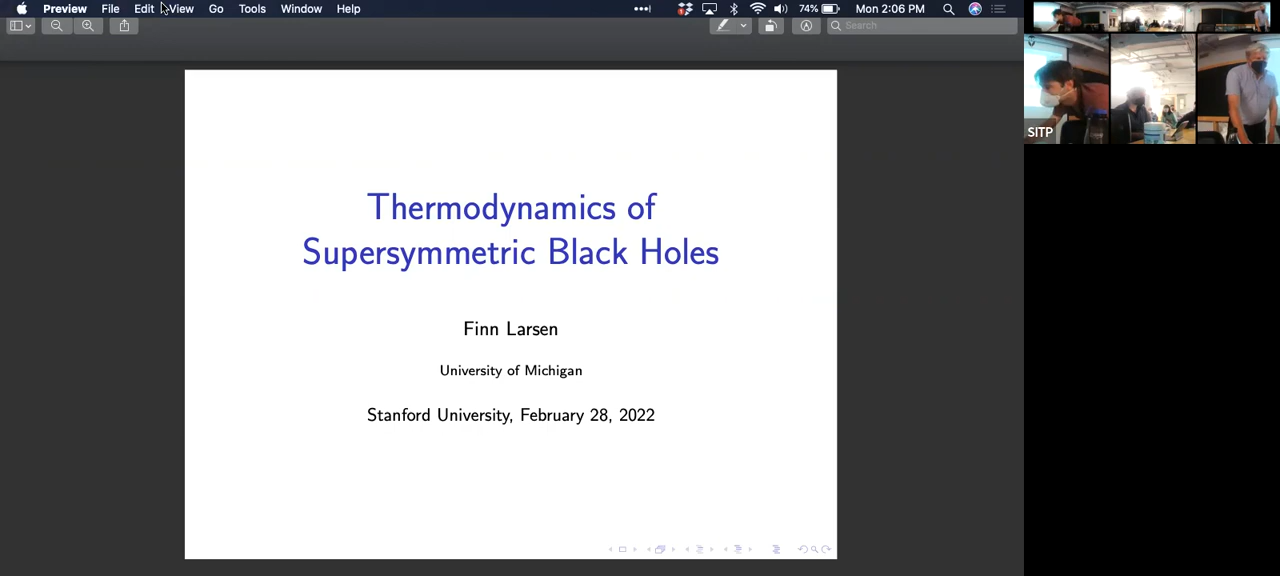 Preview File Edit View Go Tools Window Help
74% Mon 2:06 PM
Search
SITP
Thermodynamics of
Supersymmetric Black Holes
Finn Larsen
University of Michigan
Stanford University, February 28, 2022